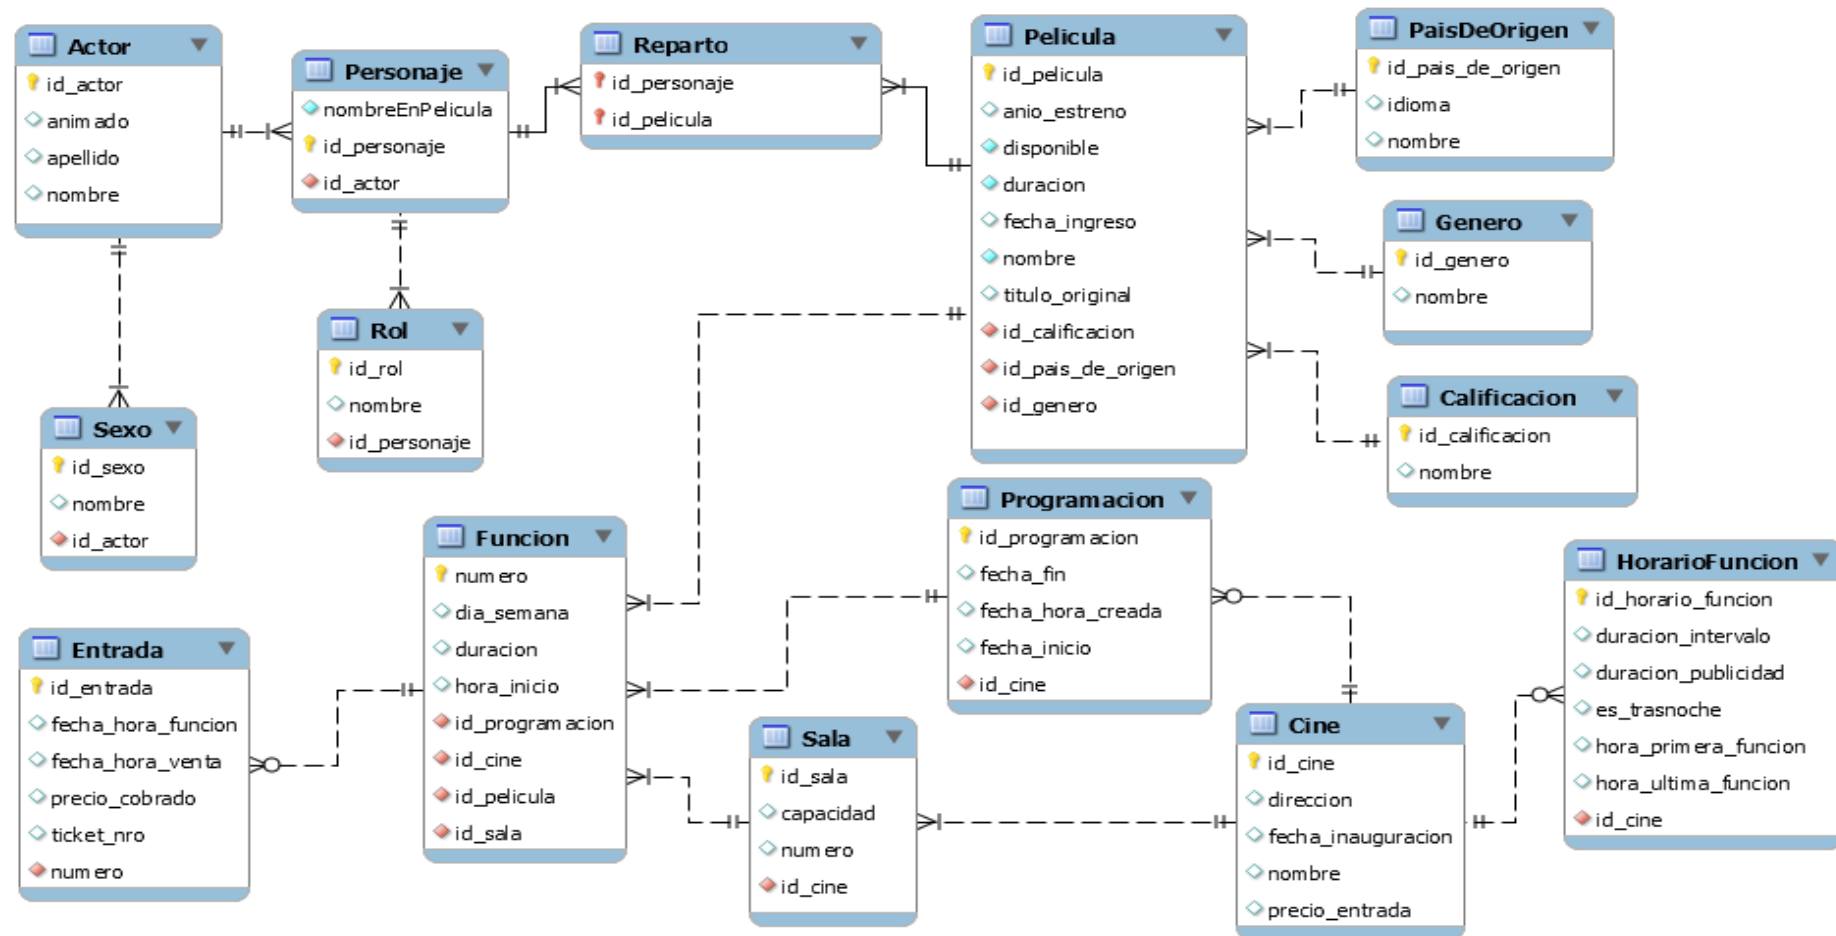 Actor
id_actor
animado
apellido
nombre
Personaje
nombreEnPelicula
id_personaje
id_actor
Reparto
id_personaje
id_pelicula
Pelicula
id_pelicula
anio_estreno
disponible
duracion
fecha_ingreso
nombre
titulo_original
id_calificacion
id_pais_de_origen
id_genero
PaisDeOrigen
id_pais_de_origen
idioma
nombre
Genero
id_genero
nombre
Calificacion
id_calificacion
nombre
Rol
id_rol
nombre
id_personaje
Sexo
id_sexo
nombre
id_actor
Funcion
numero
dia_semana
duracion
hora_inicio
id_programacion
id_cine
id_pelicula
id_sala
Programacion
id_programacion
fecha_fin
fecha_hora_creada
fecha_inicio
id_cine
HorarioFuncion
id_horario_funcion
duracion_intervalo
duracion_publicidad
es_trasnoche
hora_primera_funcion
hora_ultima_funcion
id_cine
Entrada
id_entrada
fecha_hora_funcion
fecha_hora_venta
precio_cobrado
ticket_nro
numero
Sala
id_sala
capacidad
numero
id_cine
Cine
id_cine
direccion
fecha_inauguracion
nombre
precio_entrada